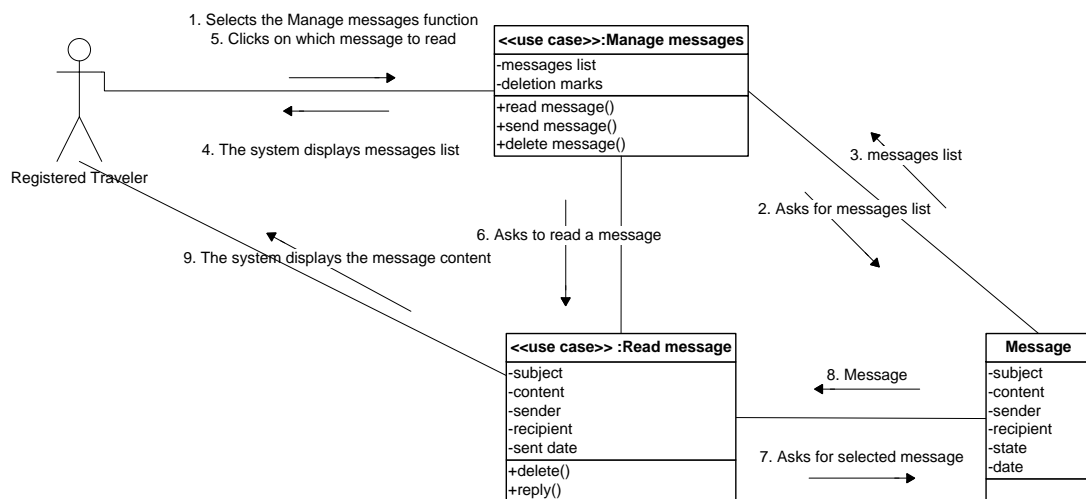 1. Selects the Manage messages function
5. Clicks on which message to read
<<use case>>:Manage messages
-messages list
-deletion marks
+read message()
+send message()
+delete message()
4. The system displays messages list
Registered Traveler
3. messages list
2. Asks for messages list
6. Asks to read a message
9. The system displays the message content
<<use case>> :Read message
-subject
-content
-sender
-recipient
-sent date
+delete()
+reply()
8. Message
7. Asks for selected message
Message
-subject
-content
-sender
-recipient
-state
-date